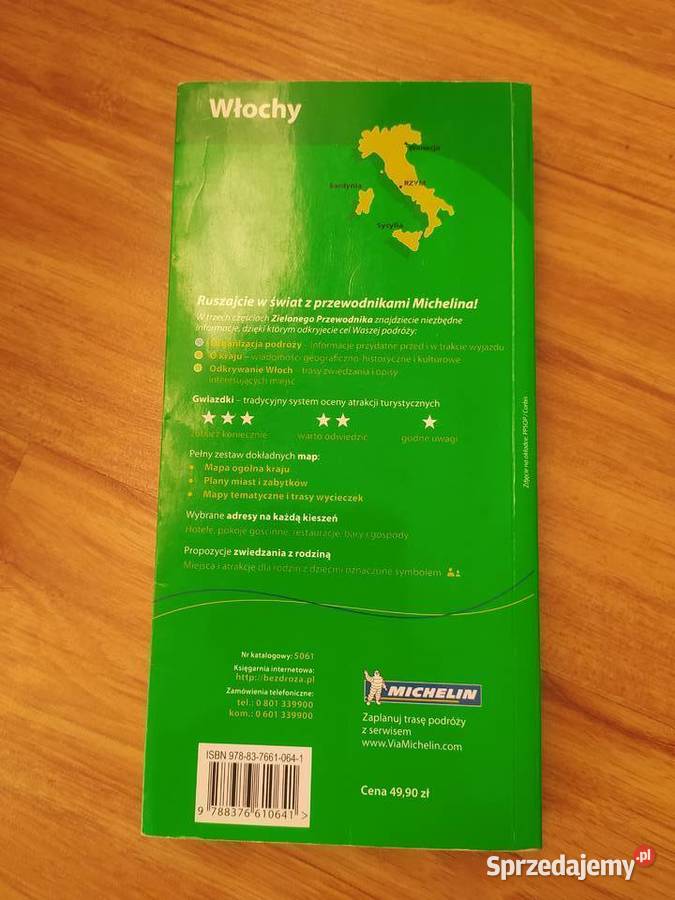 Włochy
Wenecja
Sardynia
RZYM
Sycylia
Ruszajcie w świat z przewodnikami Michelina!
W trzech częściach Zielonego Przewodnika znajdziecie niezbędne
informacje, dzięki którym odkryjecie cel Waszej podróży:
Organizacja podróży – informacje przydatne przed i w trakcie wyjazdu
O kraju – wiadomości geograficzno-historyczne i kulturowe
Odkrywanie Włoch – trasy zwiedzania i opisy
interesujących miejsc
Gwiazdki – tradycyjny system oceny atrakcji turystycznych
★★★ ★★ ★
zobacz koniecznie warto odwiedzić godne uwagi
Pełny zestaw dokładnych map:
• Mapa ogólna kraju
• Plany miast i zabytków
• Mapy tematyczne i trasy wycieczek
Wybrane adresy na każdą kieszeń
Hotele, pokoje gościnne, restauracje, bary i gospody
Propozycje zwiedzania z rodziną
Miejsca i atrakcje dla rodzin z dziećmi oznaczone symbolem
Zdjęcie na okładce: FPSOP / Corbis
Nr katalogowy: 5061
Księgarnia internetowa:
http://bezdroza.pl
Zamówienia telefoniczne:
tel.: 0 801 339900
kom.: 0 601 339900
MICHELIN
Zaplanuj trasę podróży
z serwisem
www.ViaMichelin.com
ISBN 978-83-7661-064-1
9 788376 610641 >
Cena 49,90 zł
Sprzedajemy.pl